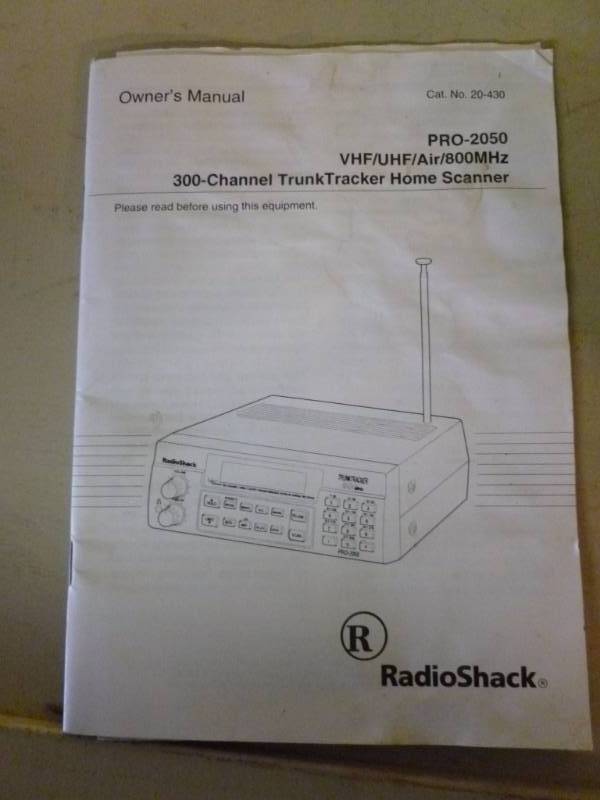 Owner's Manual
Cat. No. 20-430
PRO-2050
VHF/UHF/Air/800MHz
300-Channel TrunkTracker Home Scanner
Please read before using this equipment.
RadioShack
TRUNKTRACKER
PRO-2050
R
RadioShack®